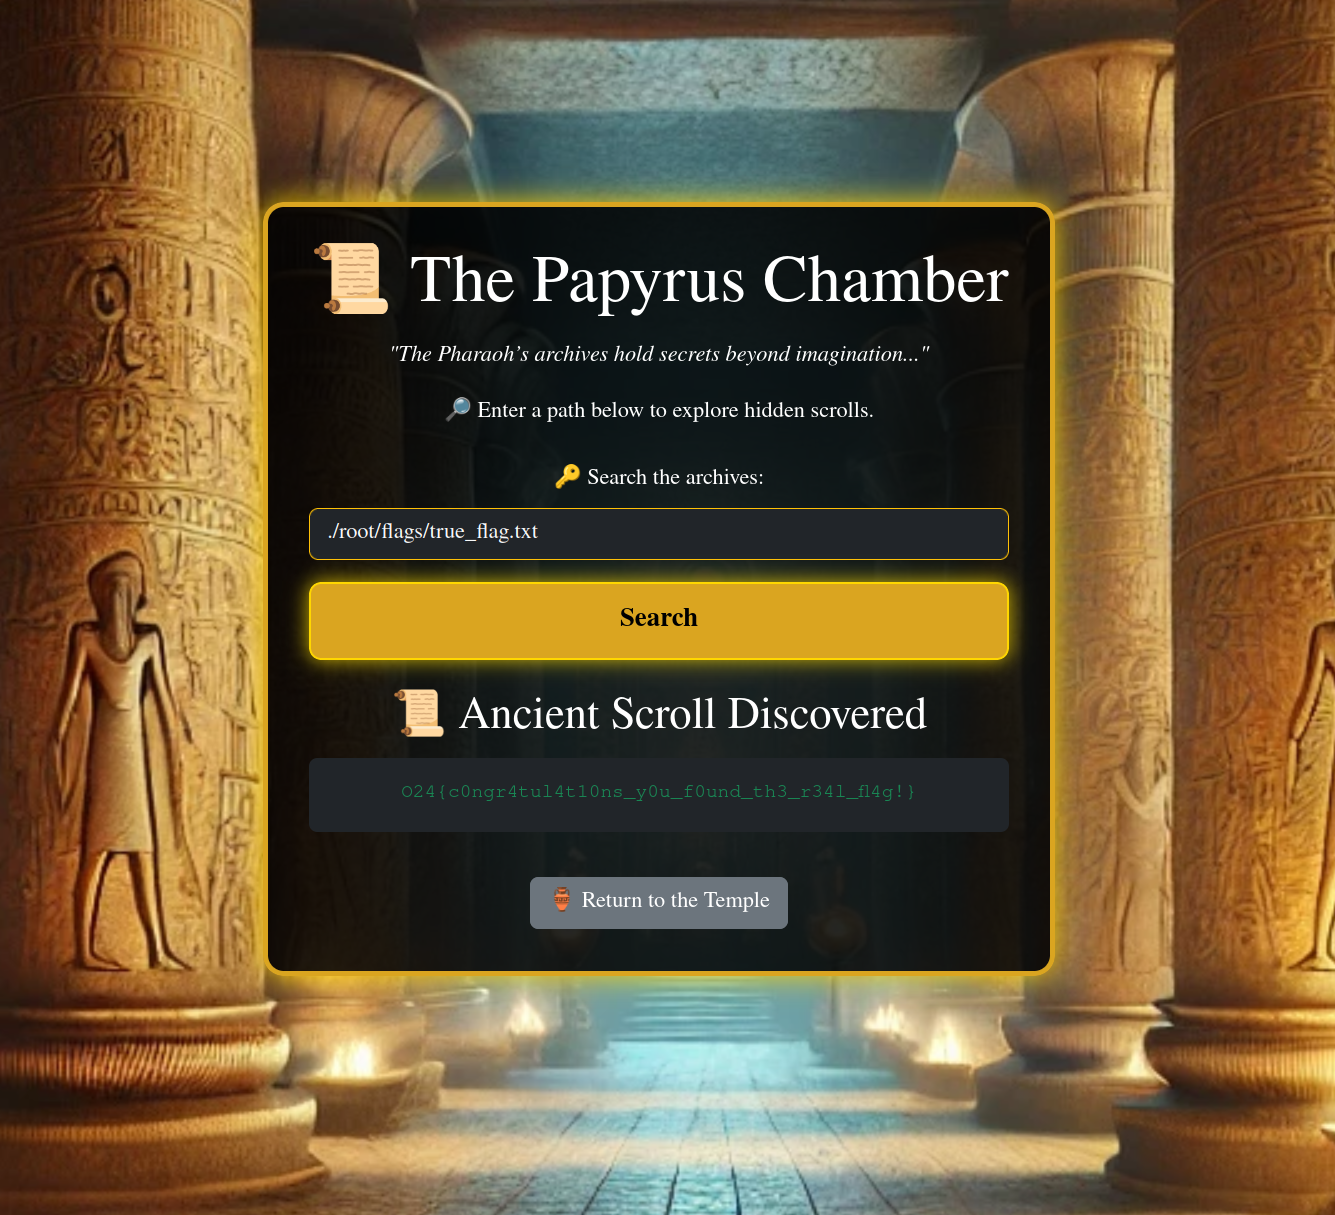 📜 The Papyrus Chamber
"The Pharaoh’s archives hold secrets beyond imagination..."
🔎 Enter a path below to explore hidden scrolls.
🔑 Search the archives:
./root/flags/true_flag.txt
Search
📜 Ancient Scroll Discovered
O24{c0ngr4tul4t10ns_y0u_f0und_th3_r34l_fl4g!}
🏺 Return to the Temple